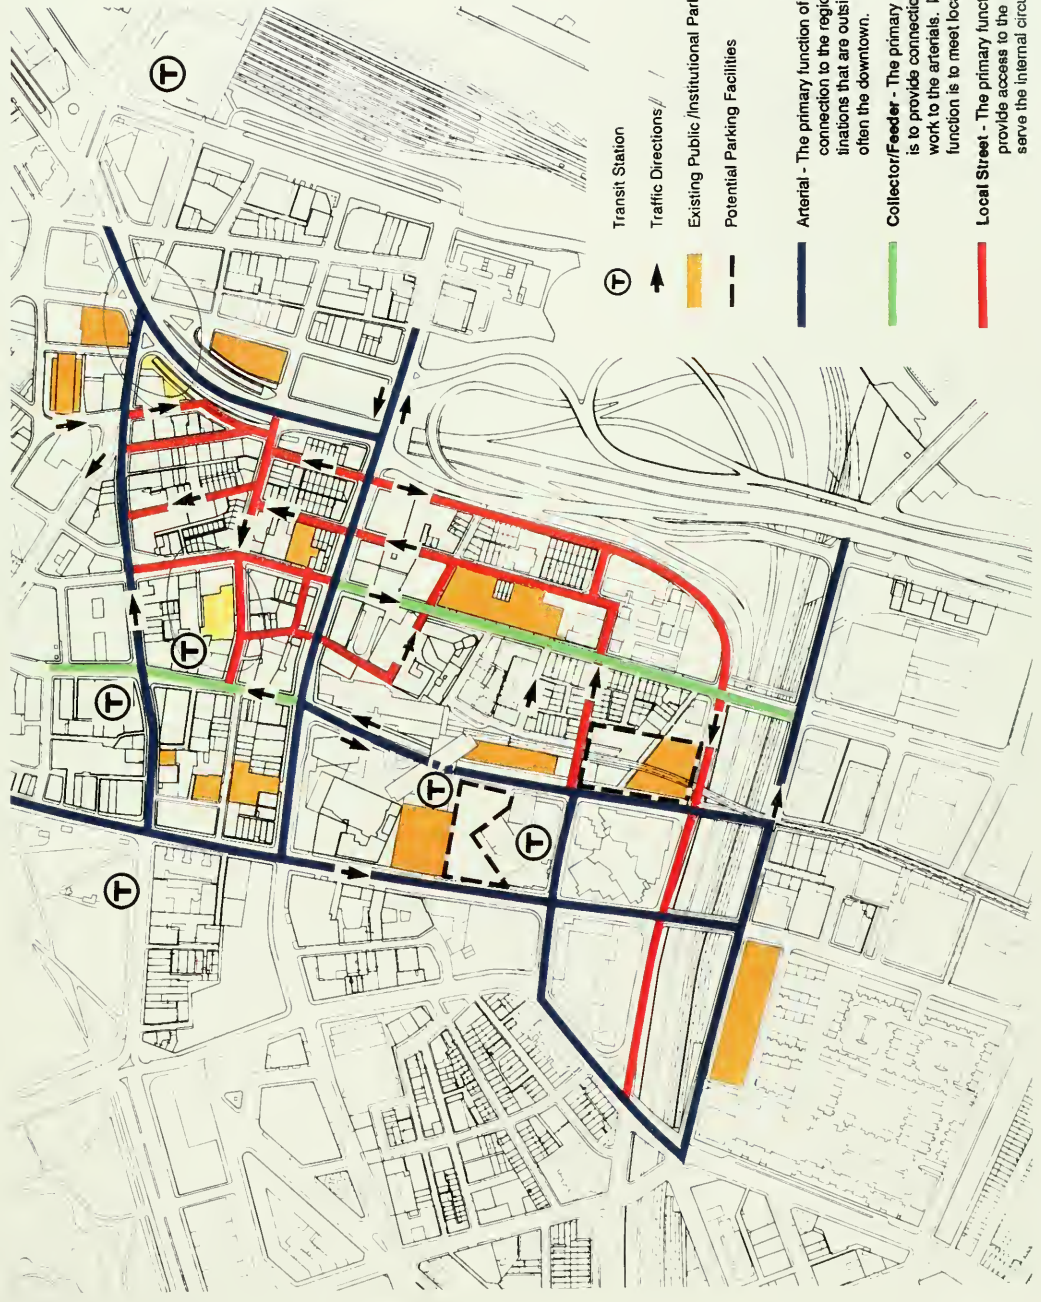 T
T
T
T
T
T
T
Transit Station
Traffic Directions
Existing Public /Institutional Par
Potential Parking Facilities
Arterial - The primary function of
connection to the regio
tinations that are outsi
often the downtown.
Collector/Feeder - The primary
is to provide connectio
work to the arterials.
function is to meet loca
Local Street - The primary funct
provide access to the
serve the internal circu